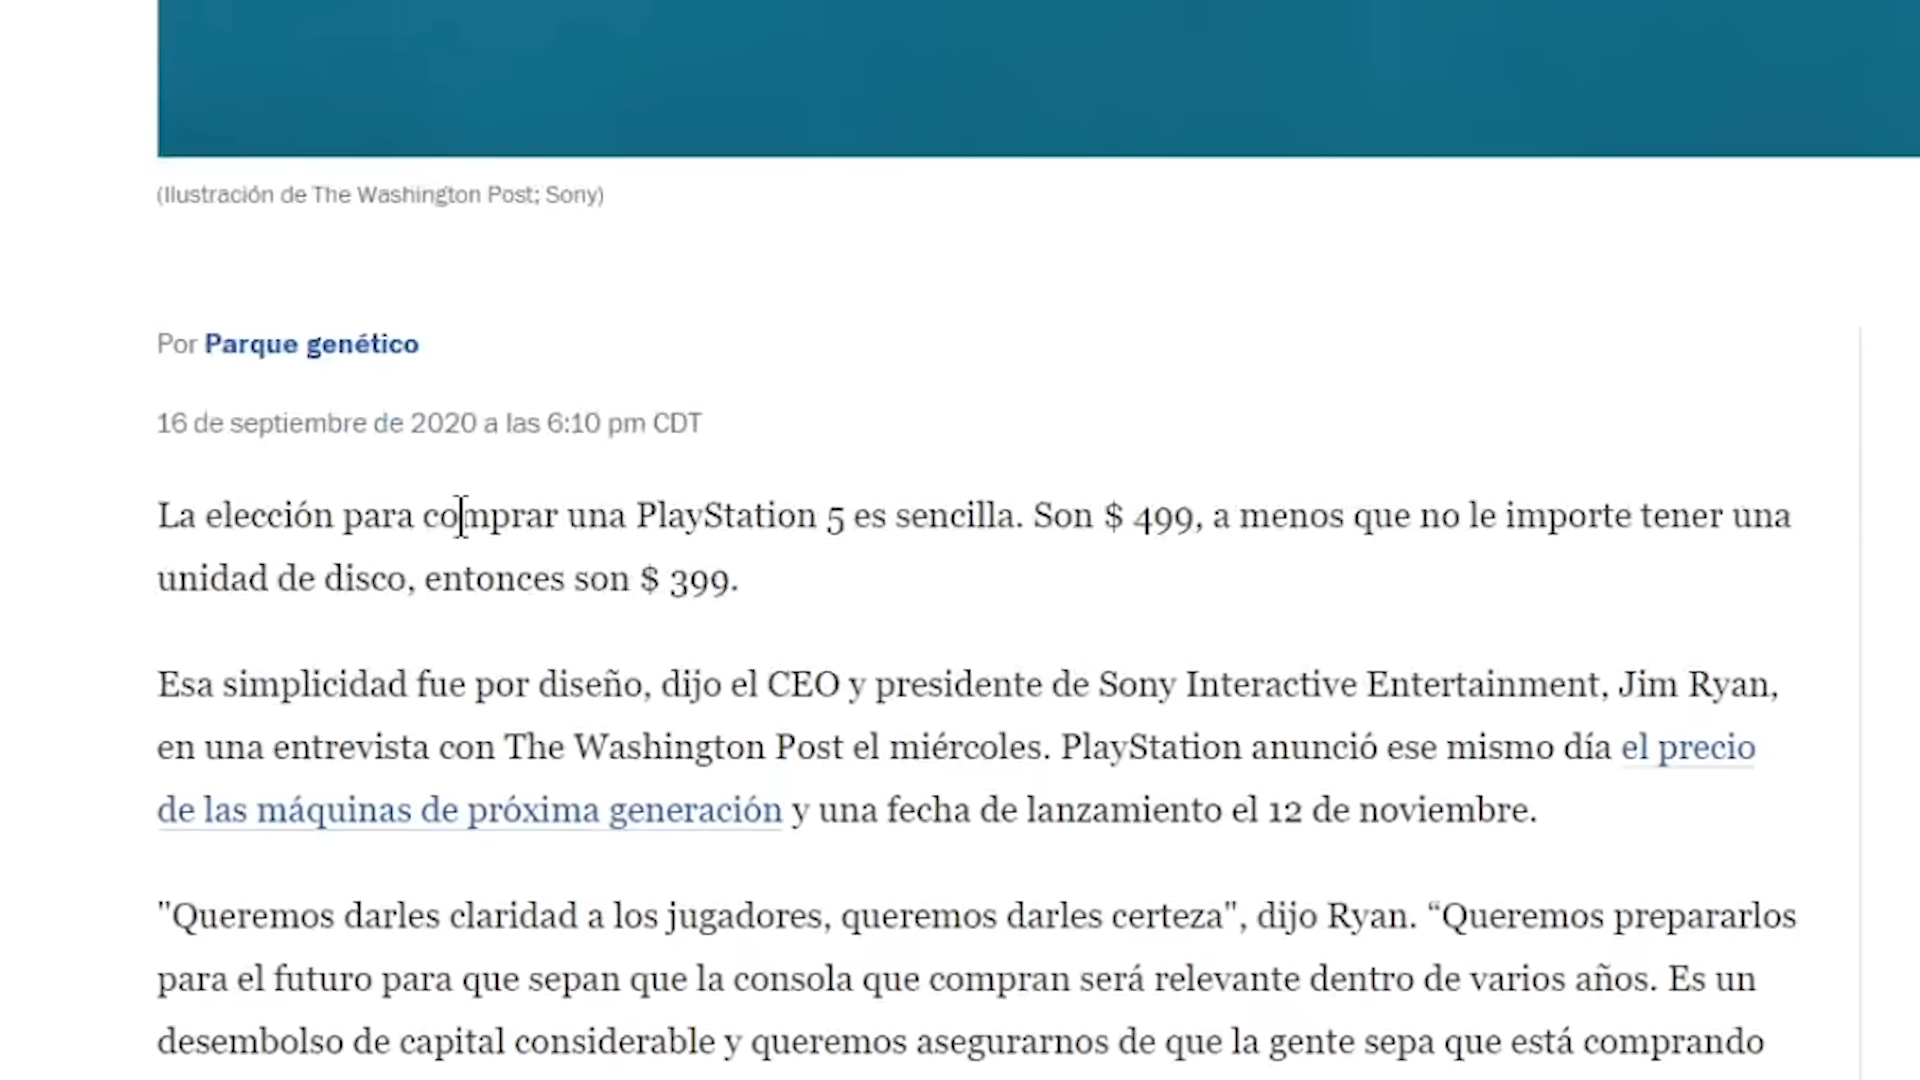 (Ilustración de The Washington Post; Sony)
Por Parque genético
16 de septiembre de 2020 a las 6:10 pm CDT
La elección para comprar una PlayStation 5 es sencilla. Son $ 499, a menos que no le importe tener una
unidad de disco, entonces son $ 399.
Esa simplicidad fue por diseño, dijo el CEO y presidente de Sony Interactive Entertainment, Jim Ryan,
en una entrevista con The Washington Post el miércoles. PlayStation anunció ese mismo día el precio
de las máquinas de próxima generación y una fecha de lanzamiento el 12 de noviembre.
"Queremos darles claridad a los jugadores, queremos darles certeza", dijo Ryan. “Queremos prepararlos
para el futuro para que sepan que la consola que compran será relevante dentro de varios años. Es un
desembolso de capital considerable y queremos asegurarnos de que la gente sepa que está comprando